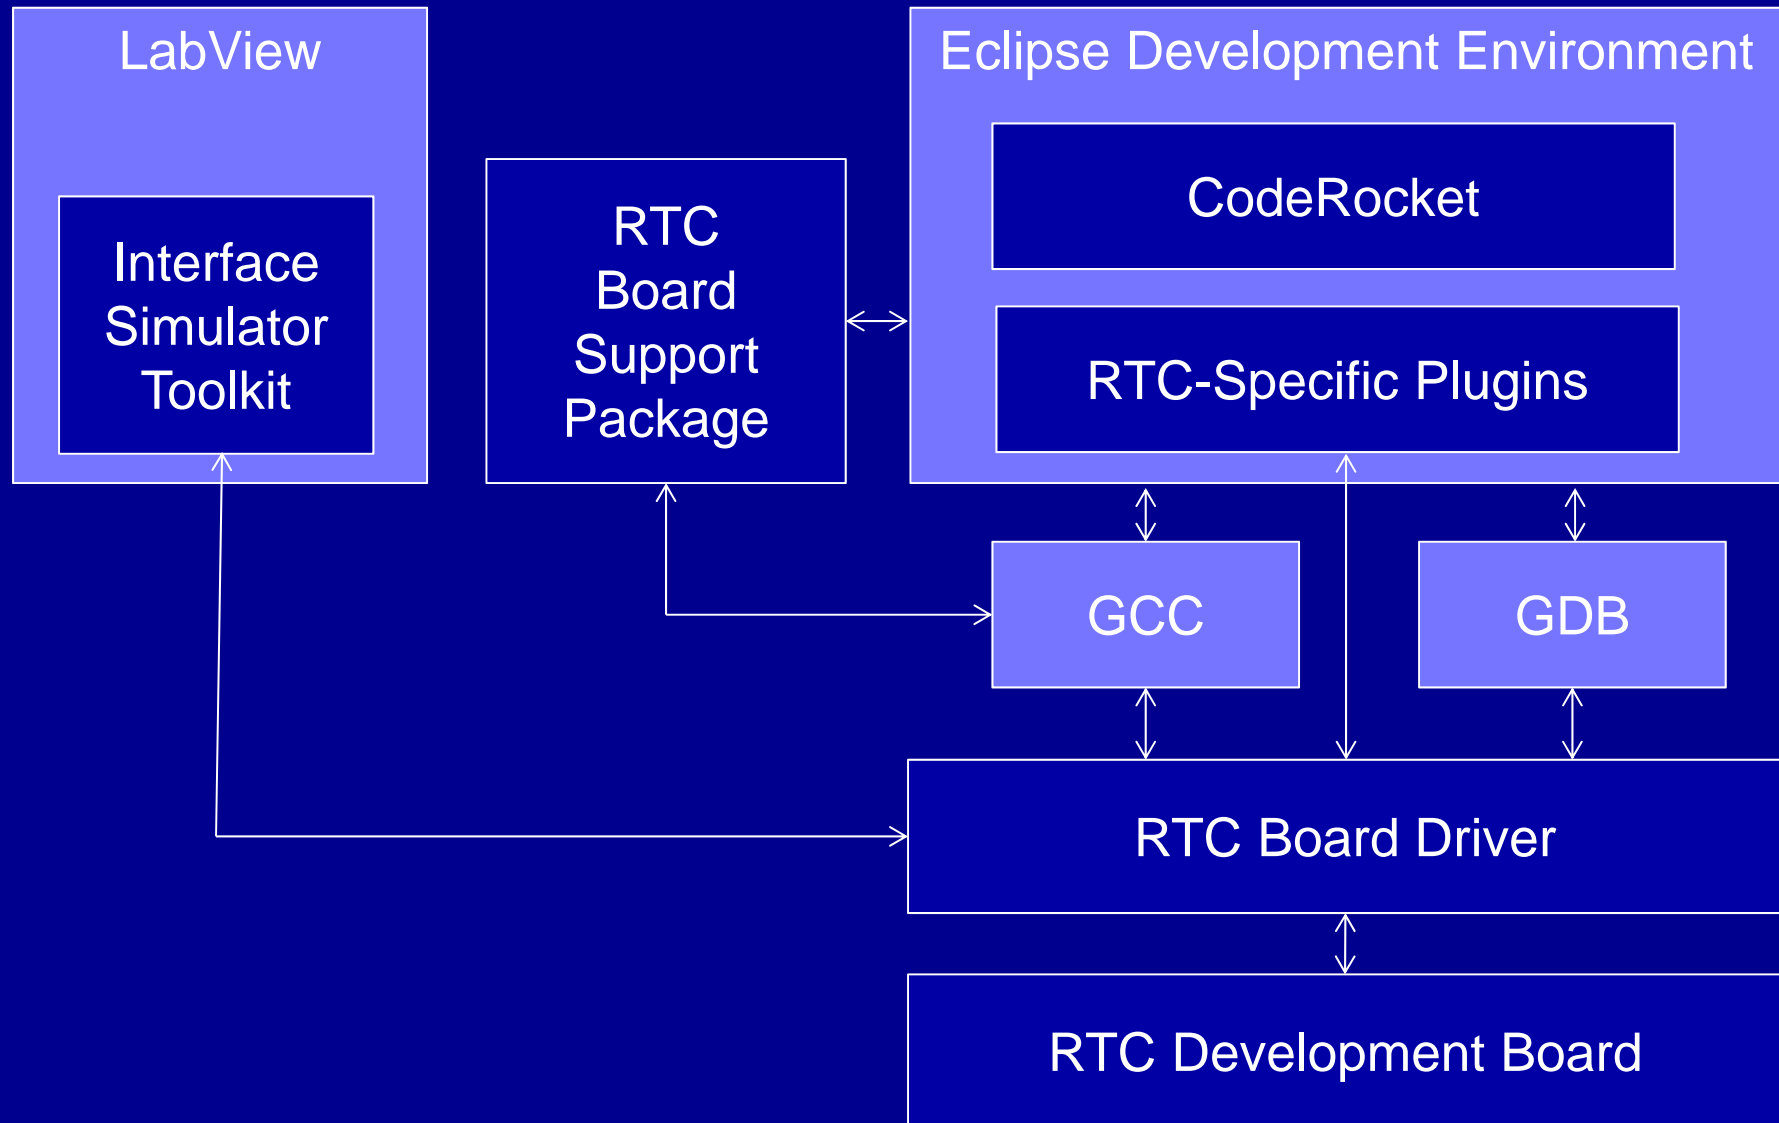 LabView
Interface
Simulator
Toolkit
RTC
Board
Support
Package
Eclipse Development Environment
CodeRocket
RTC-Specific Plugins
GCC
GDB
RTC Board Driver
RTC Development Board